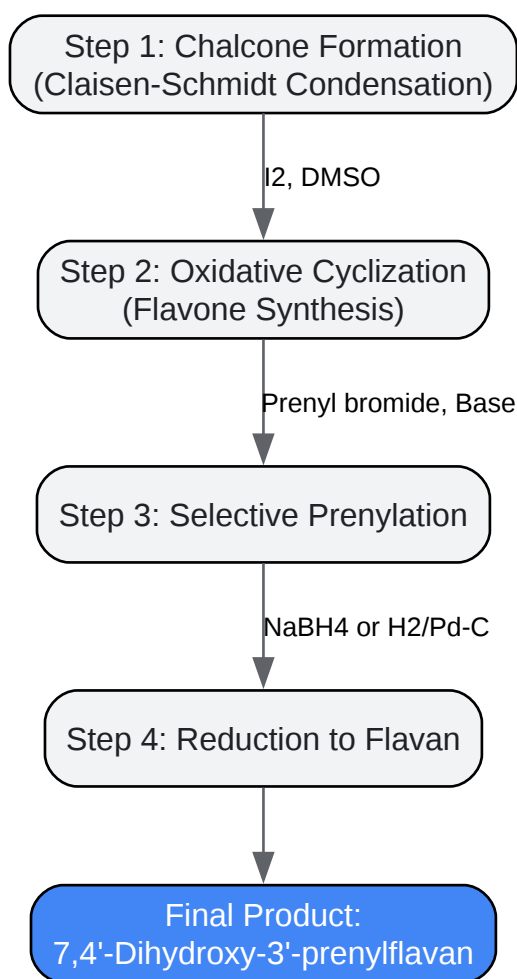 Step 1: Chalcone Formation
(Claisen-Schmidt Condensation)
I2, DMSO
Step 2: Oxidative Cyclization
(Flavone Synthesis)
Prenyl bromide, Base
Step 3: Selective Prenylation
NaBH4 or H2/Pd-C
Step 4: Reduction to Flavan
Final Product:
7,4'-Dihydroxy-3'-prenylflavan